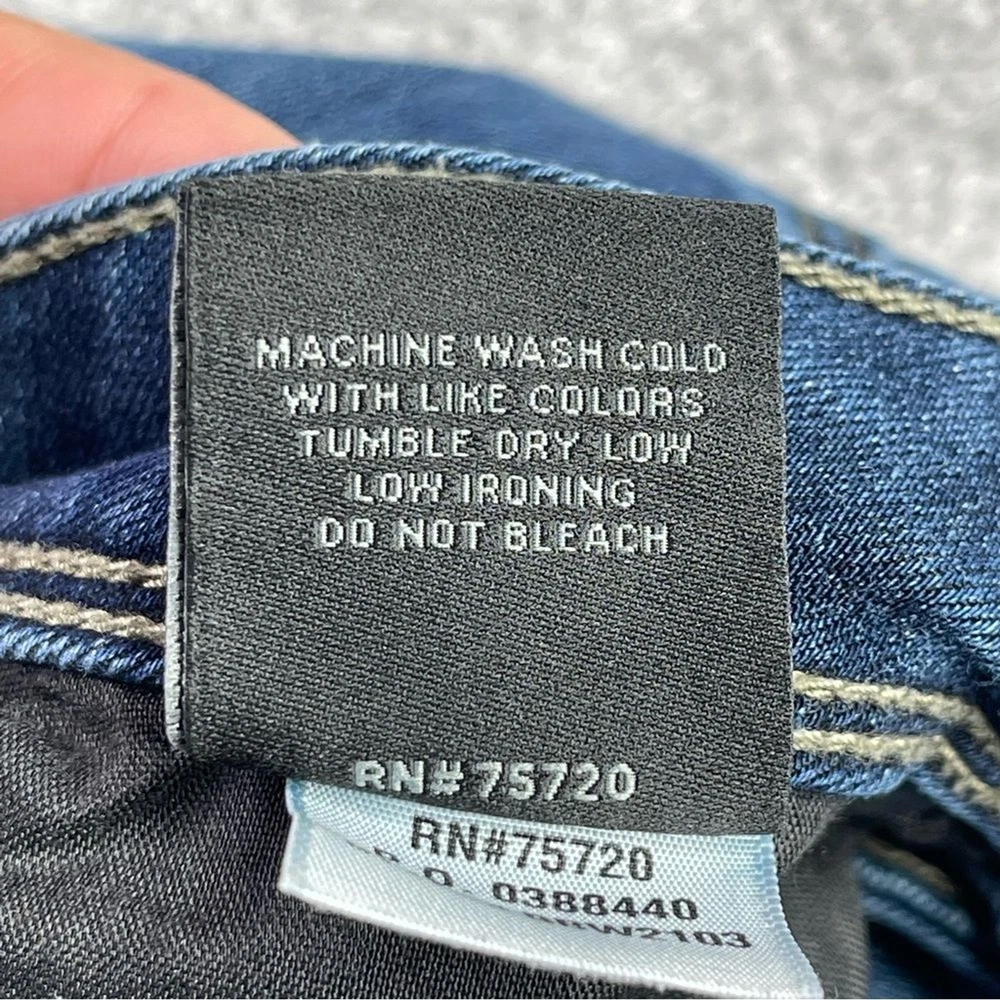 MACHINE WASH COLD
WITH LIKE COLORS
TUMBLE DRY LOW
LOW IRONING
DO NOT BLEACH
RN# 75720
RN#75720
0388440